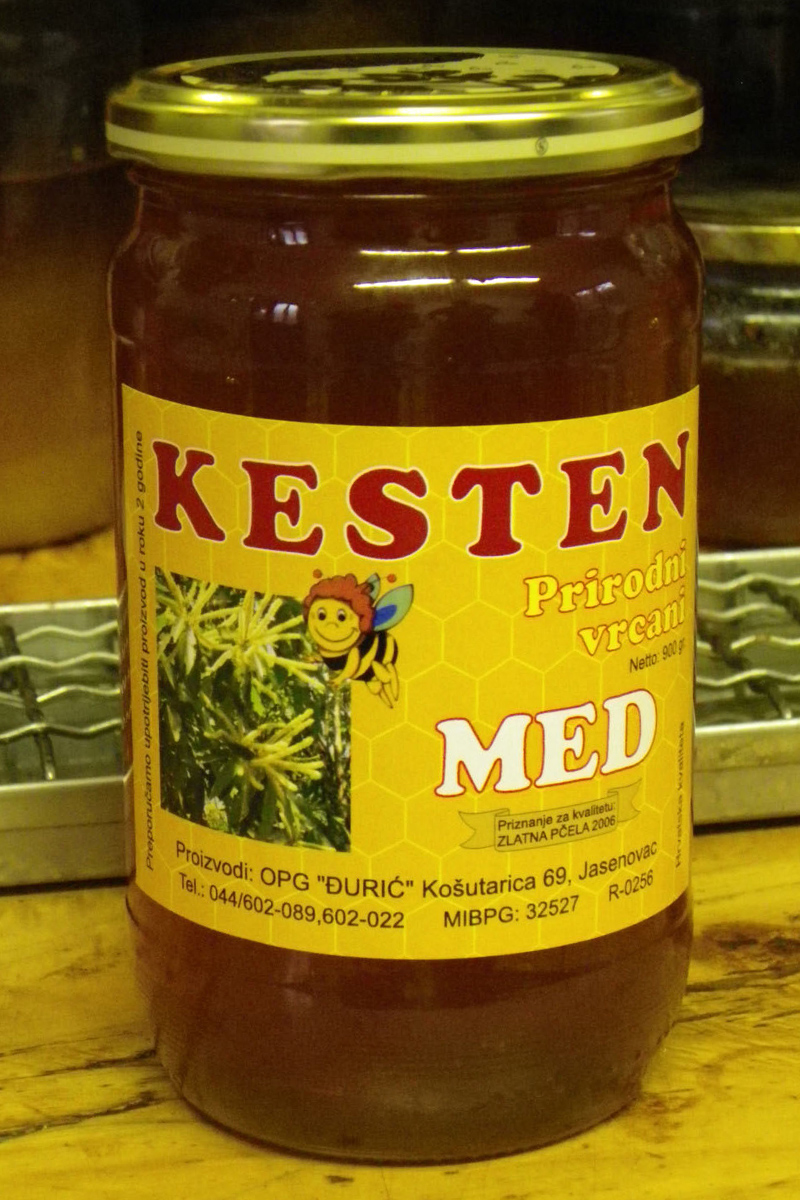 KESTEN
Prirodni
vrcani
Netto: 900 gr
MED
Priznanje za kvalitetu:
ZLATNA PČELA 2006
Proizvodi: OPG "ĐURIĆ" Košutarica 69, Jasenovac
Tel.: 044/602-089,602-022 MIBPG: 32527 R-0256
Preporučamo upotrijebiti proizvod u roku 2 godine
Hrvatska kvaliteta